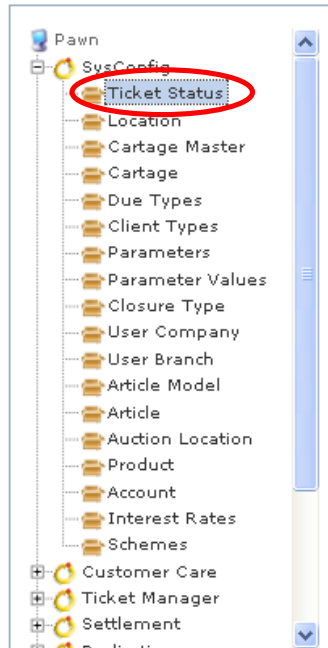 Pawn
SysConfig
Ticket Status
Location
Cartage Master
Cartage
Due Types
Client Types
Parameters
Parameter Values
Closure Type
User Company
User Branch
Article Model
Article
Auction Location
Product
Account
Interest Rates
Schemes
Customer Care
Ticket Manager
Settlement